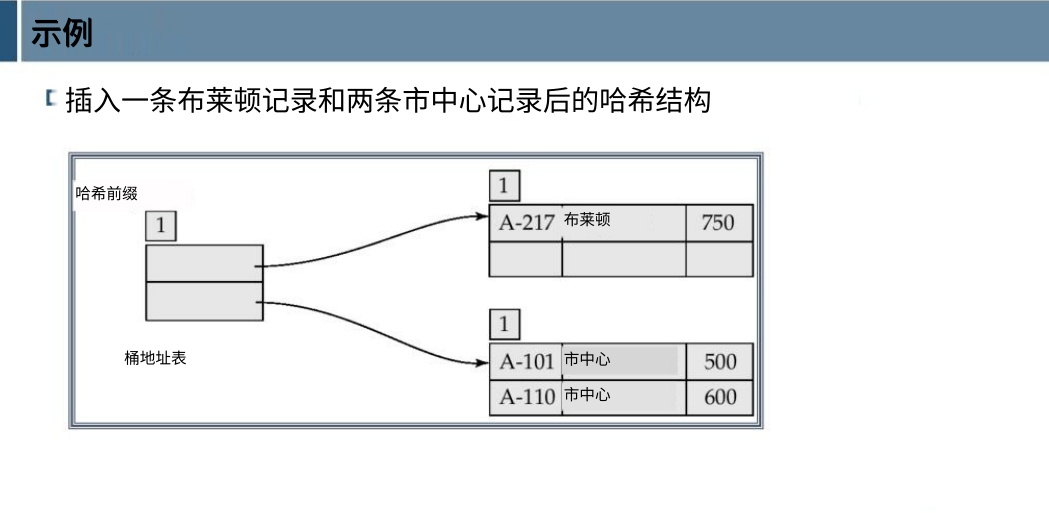 示例
插入一条布莱顿记录和两条市中心记录后的哈希结构
哈希前缀
1
桶地址表
1
A-217 布莱顿 750
1
A-101 市中心 500
A-110 市中心 600